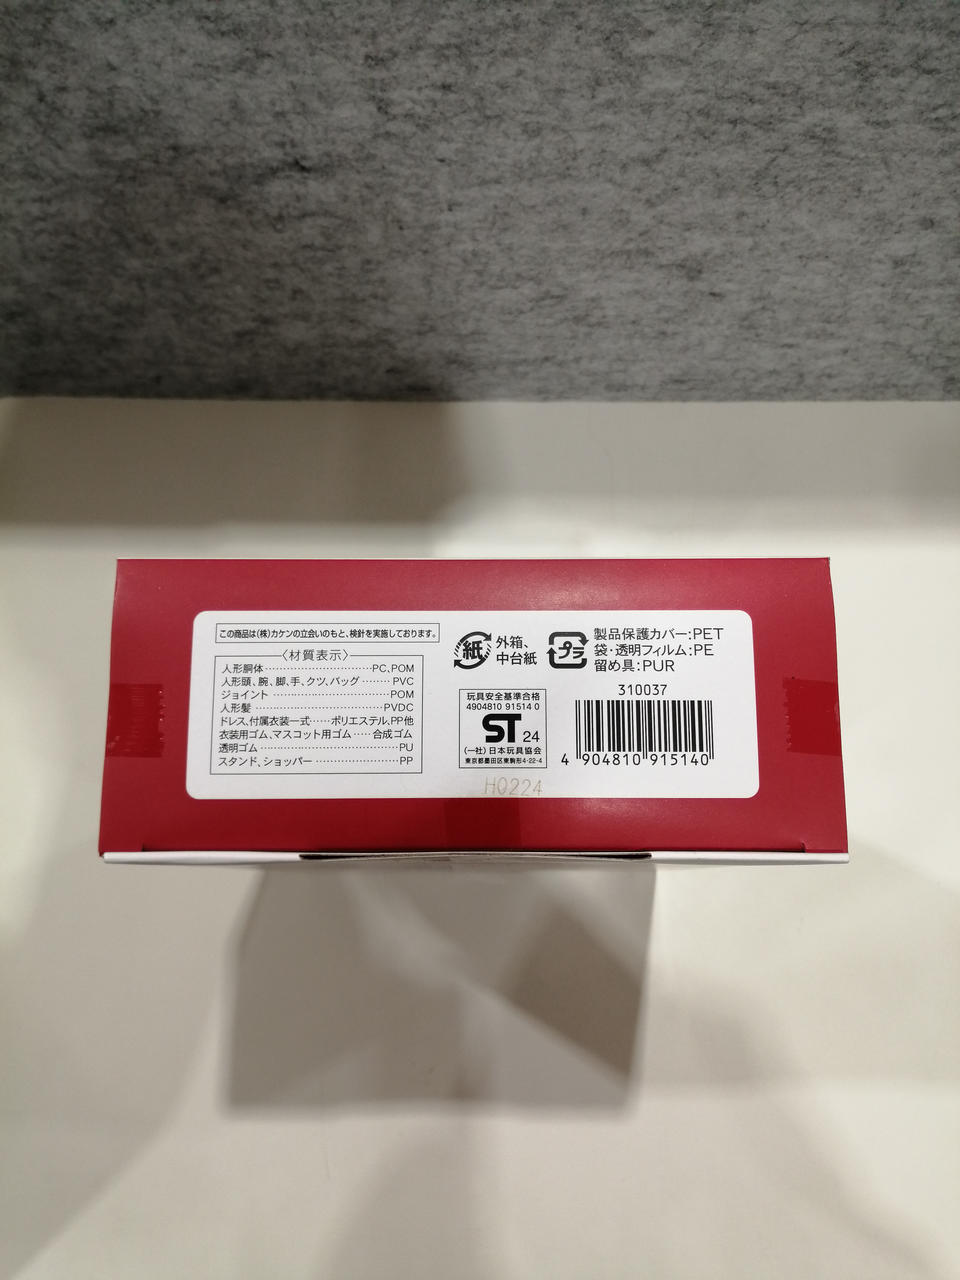 この商品は(株)カケンの立会いのもと、検針を実施しております。
〈材質表示〉
人形胴体……………………………PC、POM
人形頭、腕、脚、手、クツ、バッグ……… PVC
ジョイント………………………………POM
人形髪……………………………………PVDC
ドレス、付属衣装一式……ポリエステル、PP他
衣装用ゴム、マスコット用ゴム……合成ゴム
透明ゴム……………………………………PU
スタンド、ショッパー………………………PP
紙
外箱、
中台紙
プラ
製品保護カバー:PET
袋・透明フィルム:PE
留め具:PUR
玩具安全基準合格
4904810 91514 0
ST 24
(一社)日本玩具協会
東京都墨田区東駒形4-22-4
310037
4 904810 915140
H0224